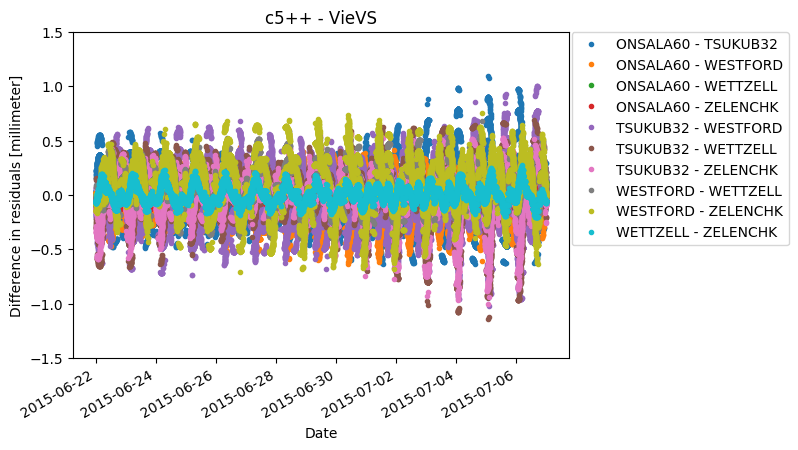 c5++ - VieVS
Difference in residuals [millimeter]
1.5
1.0
0.5
0.0
−0.5
−1.0
−1.5
2015-06-22
2015-06-24
2015-06-26
2015-06-28
2015-06-30
2015-07-02
2015-07-04
2015-07-06
Date
ONSALA60 - TSUKUB32
ONSALA60 - WESTFORD
ONSALA60 - WETTZELL
ONSALA60 - ZELENCHK
TSUKUB32 - WESTFORD
TSUKUB32 - WETTZELL
TSUKUB32 - ZELENCHK
WESTFORD - WETTZELL
WESTFORD - ZELENCHK
WETTZELL - ZELENCHK